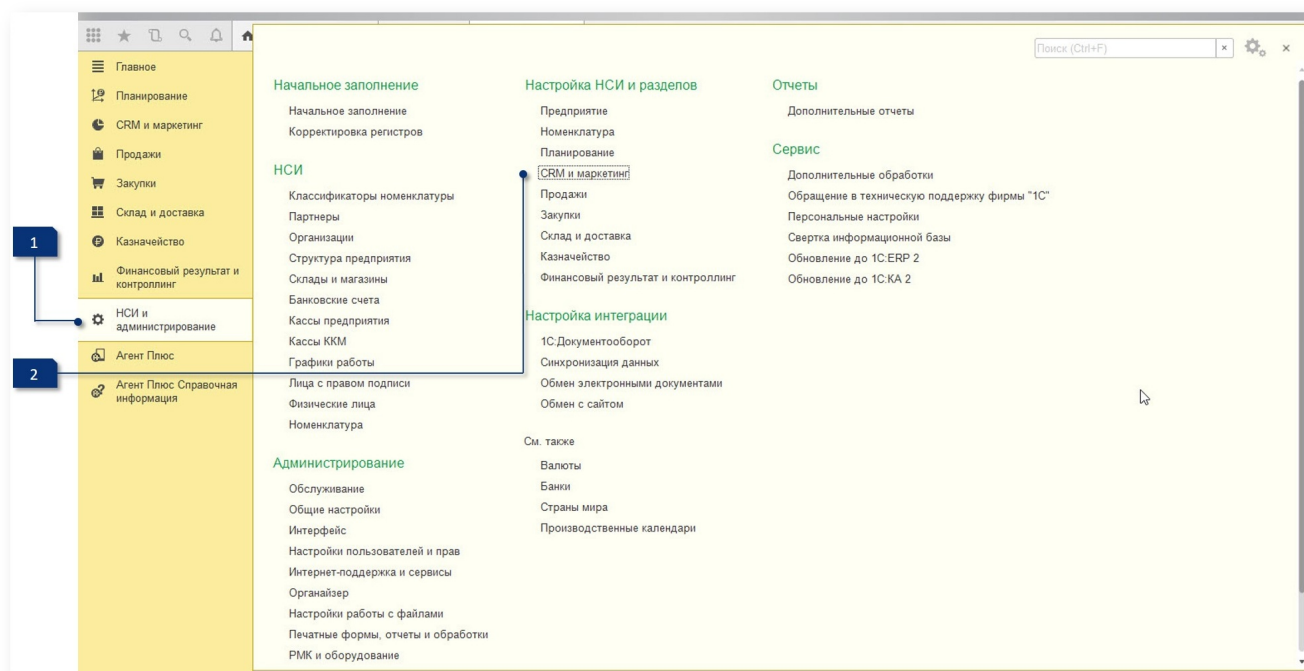 Поиск (Ctrl+F)
Главное
Планирование
CRM и маркетинг
Продажи
Закупки
Склад и доставка
Казначейство
Финансовый результат и
контроллинг
НСИ и
администрирование
Агент Плюс
Агент Плюс Справочная
информация
1
2
Начальное заполнение
Начальное заполнение
Корректировка регистров
НСИ
Классификаторы номенклатуры
Партнеры
Организации
Структура предприятия
Склады и магазины
Банковские счета
Кассы предприятия
Кассы ККМ
Графики работы
Лица с правом подписи
Физические лица
Номенклатура
Администрирование
Обслуживание
Общие настройки
Интерфейс
Настройки пользователей и прав
Интернет-поддержка и сервисы
Органайзер
Настройки работы с файлами
Печатные формы, отчеты и обработки
РМК и оборудование
Настройка НСИ и разделов
Предприятие
Номенклатура
Планирование
CRM и маркетинг
Продажи
Закупки
Склад и доставка
Казначейство
Финансовый результат и контроллинг
Настройка интеграции
1С:Документооборот
Синхронизация данных
Обмен электронными документами
Обмен с сайтом
См. также
Валюты
Банки
Страны мира
Производственные календари
Отчеты
Дополнительные отчеты
Сервис
Дополнительные обработки
Обращение в техническую поддержку фирмы "1С"
Персональные настройки
Свертка информационной базы
Обновление до 1С:ERP 2
Обновление до 1С:КА 2